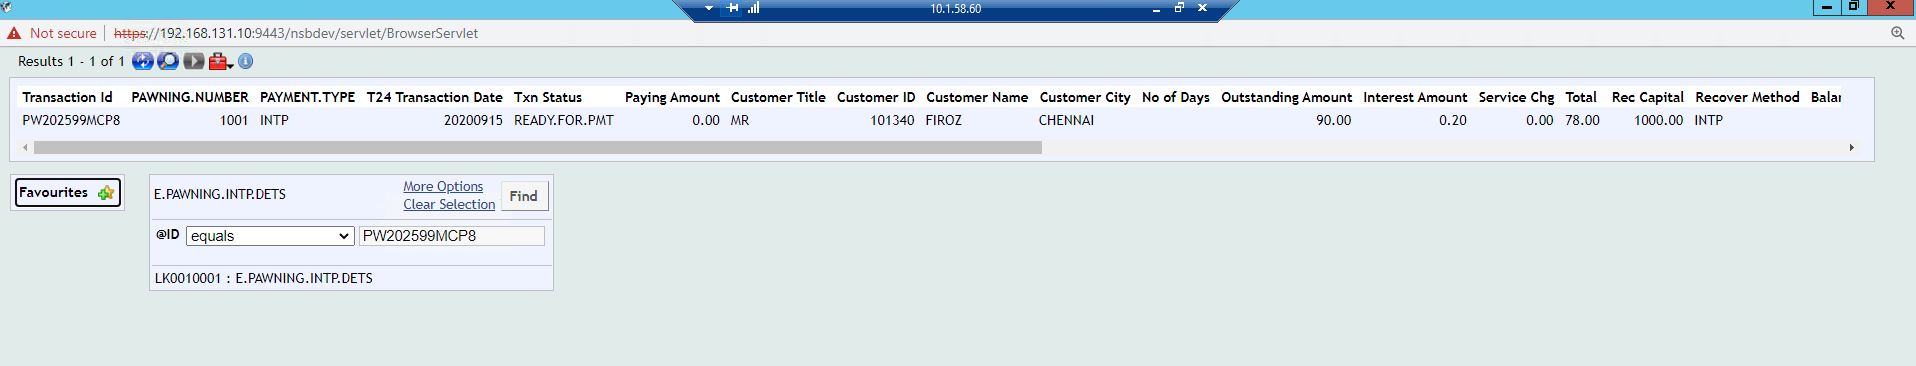 10.1.58.60
Not secure | https://192.168.131.10:9443/nsbdev/servlet/BrowserServlet
Results 1 - 1 of 1
Transaction Id PAWNING.NUMBER PAYMENT.TYPE T24 Transaction Date Txn Status Paying Amount Customer Title Customer ID Customer Name Customer City No of Days Outstanding Amount Interest Amount Service Chg Total Rec Capital Recover Method
PW202599MCP8 1001 INTP 20200915 READY.FOR.PMT 0.00 MR 101340 FIROZ CHENNAI 90.00 0.20 0.00 78.00 1000.00 INTP
Favourites
E.PAWNING.INTP.DETS
More Options
Clear Selection
Find
@ID equals PW202599MCP8
LK0010001 : E.PAWNING.INTP.DETS